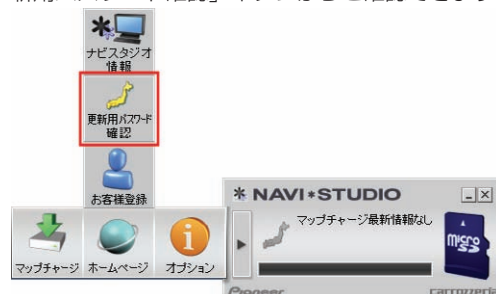 ナビスタジオ
情報
更新用パスワード
確認
お客様登録
マップチャージ
ホームページ
オプション
NAVI*STUDIO
マップチャージ最新情報なし
micro
SD
Pioneer
carrozzeria